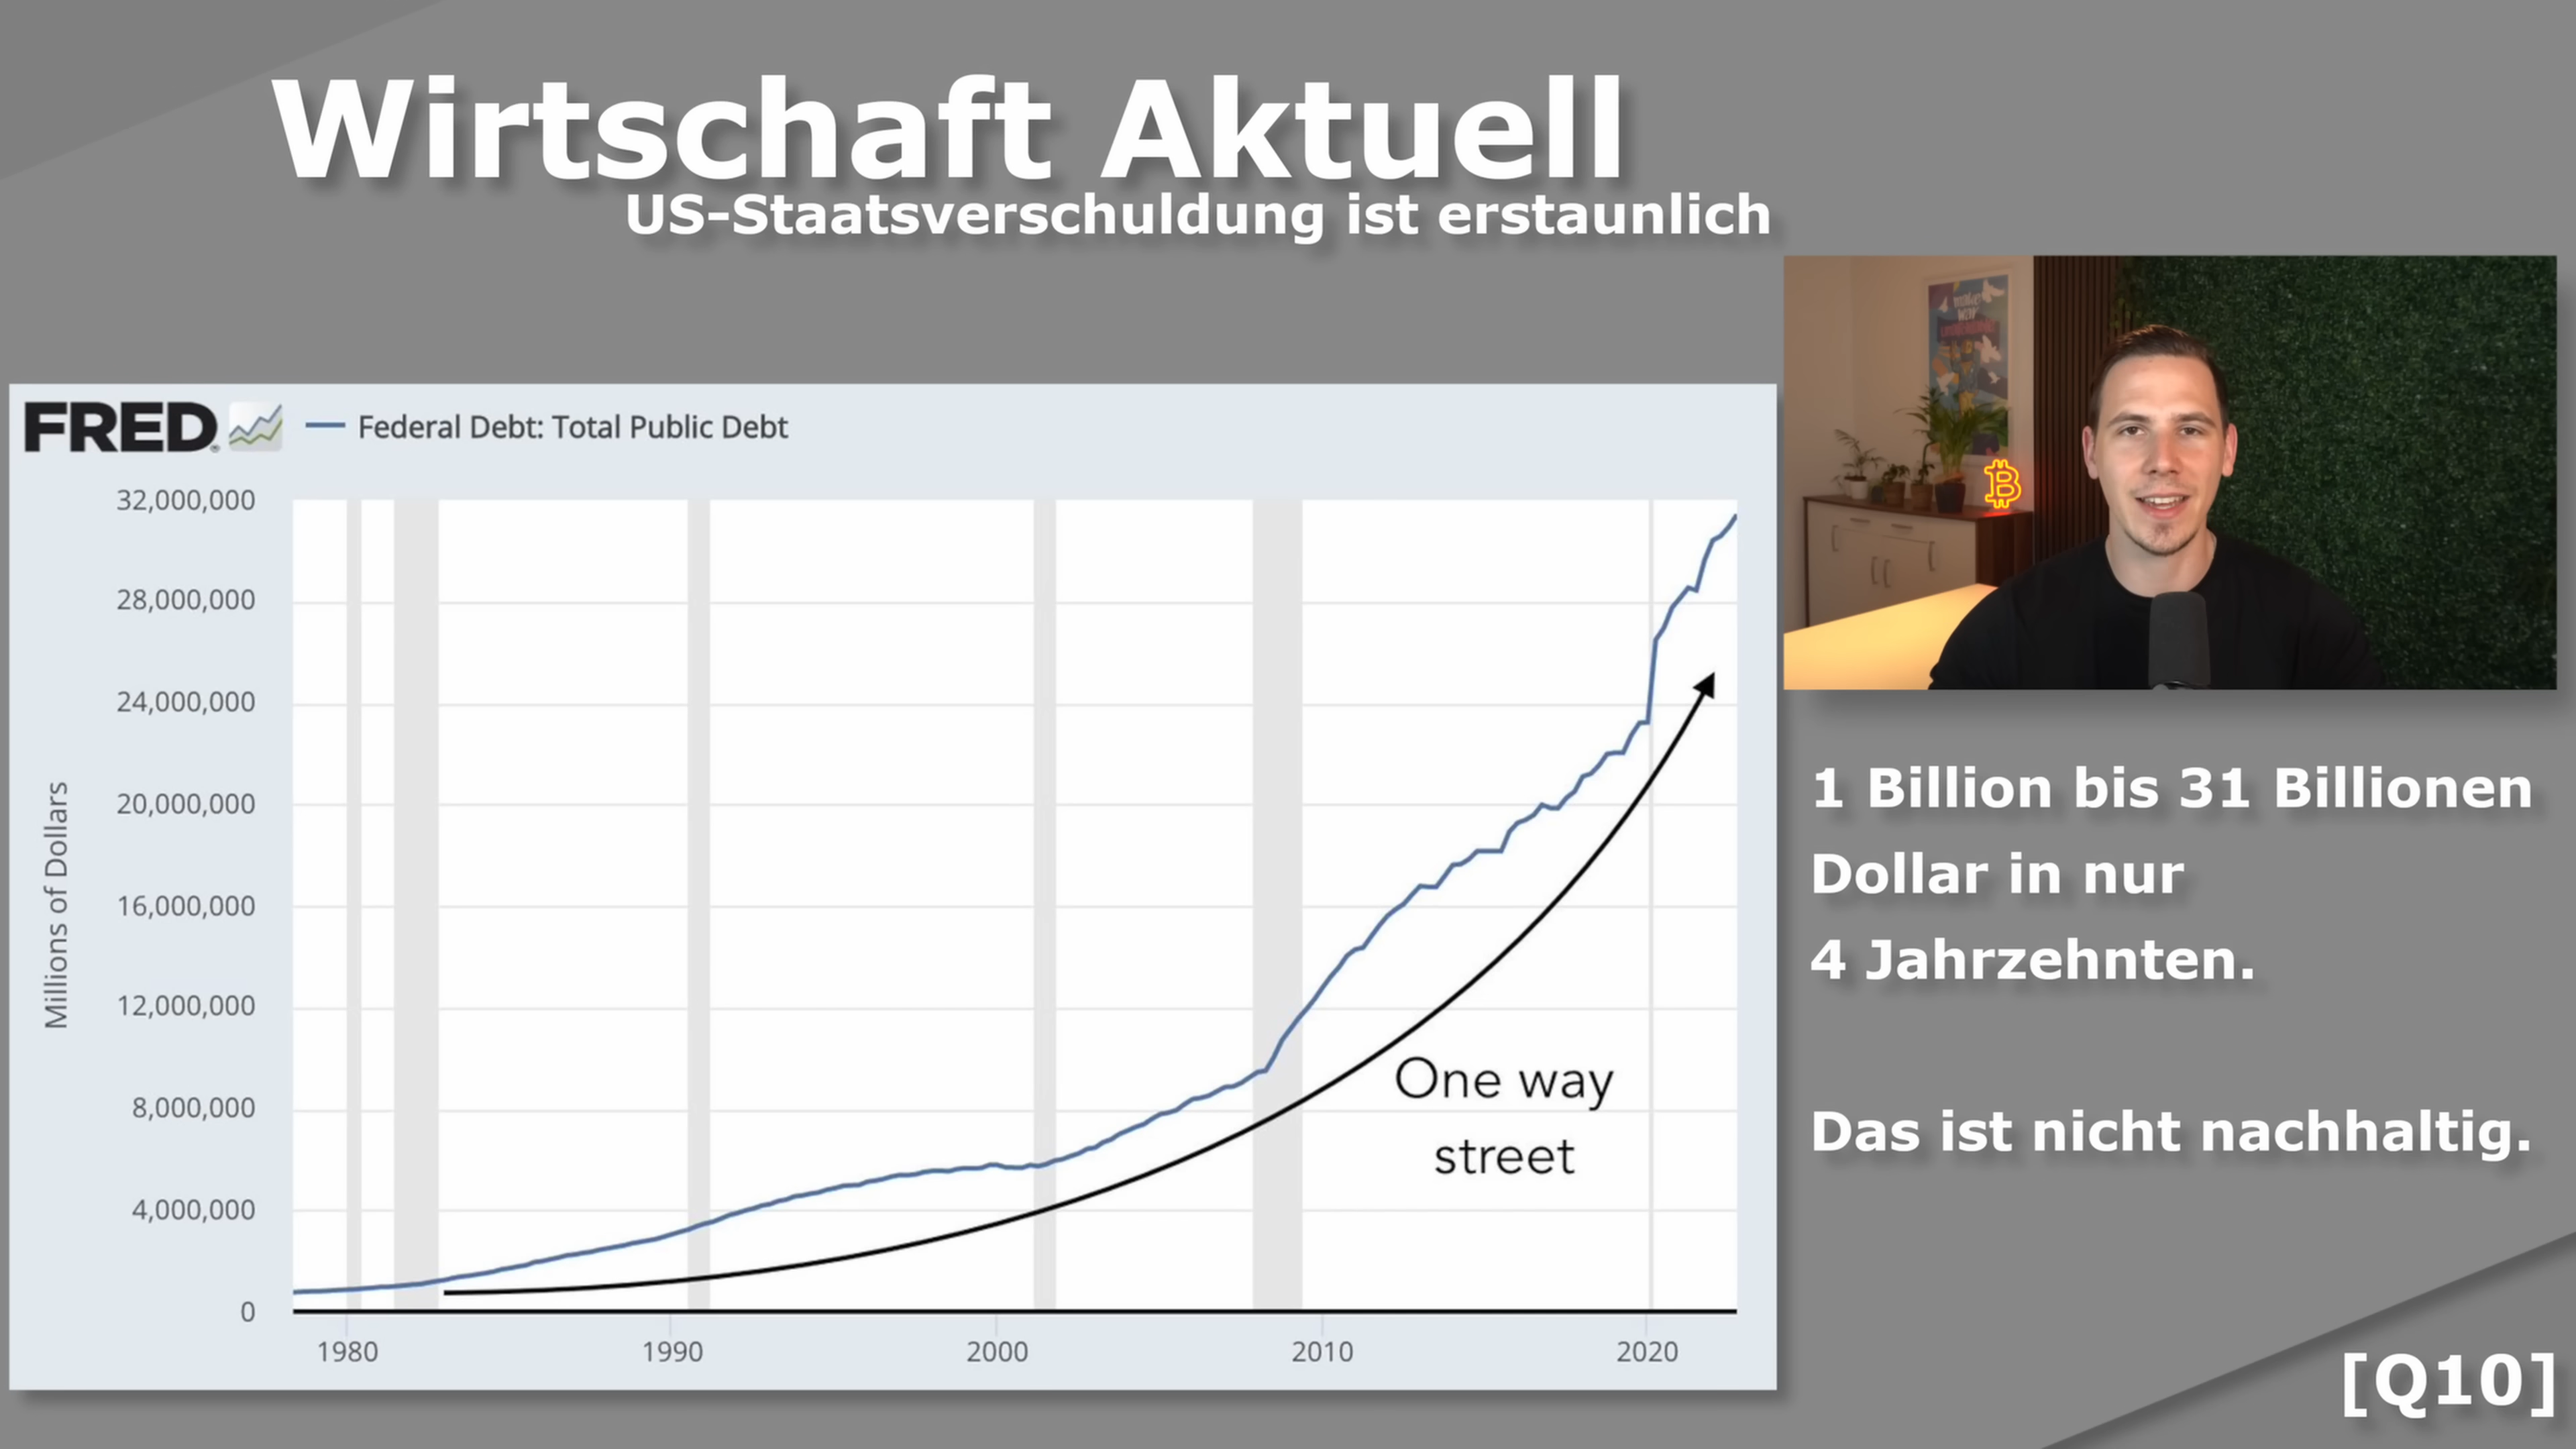 Wirtschaft Aktuell
US-Staatsverschuldung ist erstaunlich
FRED
Federal Debt: Total Public Debt
32,000,000
28,000,000
24,000,000
20,000,000
16,000,000
12,000,000
8,000,000
4,000,000
0
Millions of Dollars
1980 1990 2000 2010 2020
One way
street
1 Billion bis 31 Billionen
Dollar in nur
4 Jahrzehnten.
Das ist nicht nachhaltig.
[Q10]